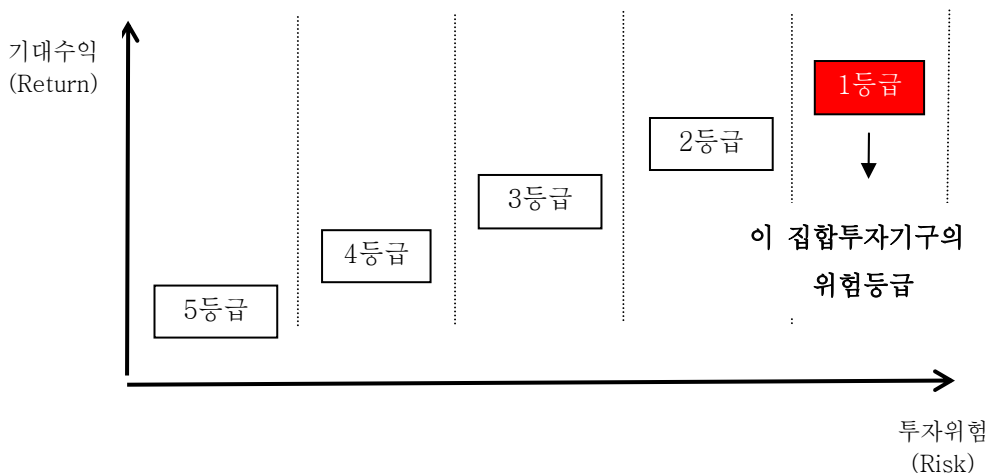 기대수익
(Return)
1등급
2등급
3등급
4등급
5등급
이 집합투자기구의
위험등급
투자위험
(Risk)